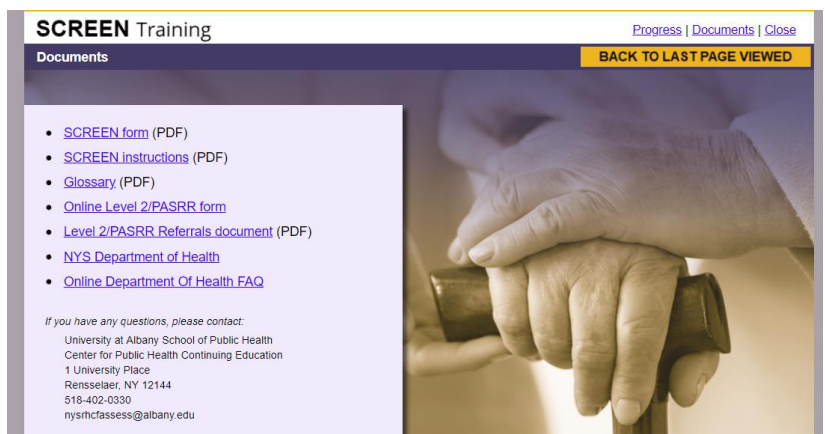 SCREEN Training
Progress | Documents | Close
Documents
BACK TO LAST PAGE VIEWED
• SCREEN form (PDF)
• SCREEN instructions (PDF)
• Glossary (PDF)
• Online Level 2/PASRR form
• Level 2/PASRR Referrals document (PDF)
• NYS Department of Health
• Online Department Of Health FAQ
If you have any questions, please contact:
University at Albany School of Public Health
Center for Public Health Continuing Education
1 University Place
Rensselaer, NY 12144
518-402-0330
nysrhcfassess@albany.edu